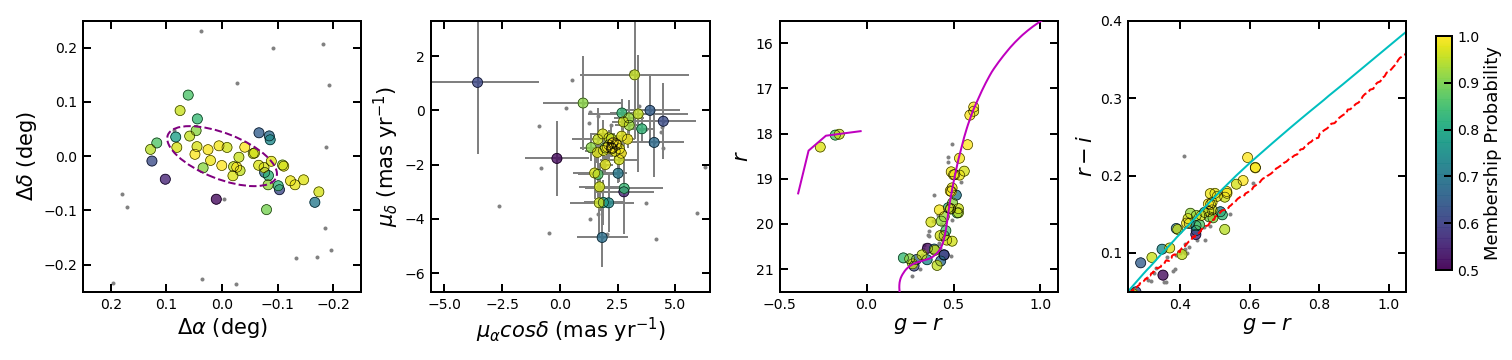 0.2
0.1
0.0
−0.1
−0.2
Δδ (deg)
0.2 0.1 0.0 -0.1 -0.2
Δα (deg)
2
0
−2
−4
−6
μδ (mas yr⁻¹)
−5.0 −2.5 0.0 2.5 5.0
μαcosδ (mas yr⁻¹)
16
17
18
19
20
21
r
−0.5 0.0 0.5 1.0
g − r
0.4
0.3
0.2
0.1
r − i
0.4 0.6 0.8 1.0
g − r
1.0
0.9
0.8
0.7
0.6
0.5
Membership Probability